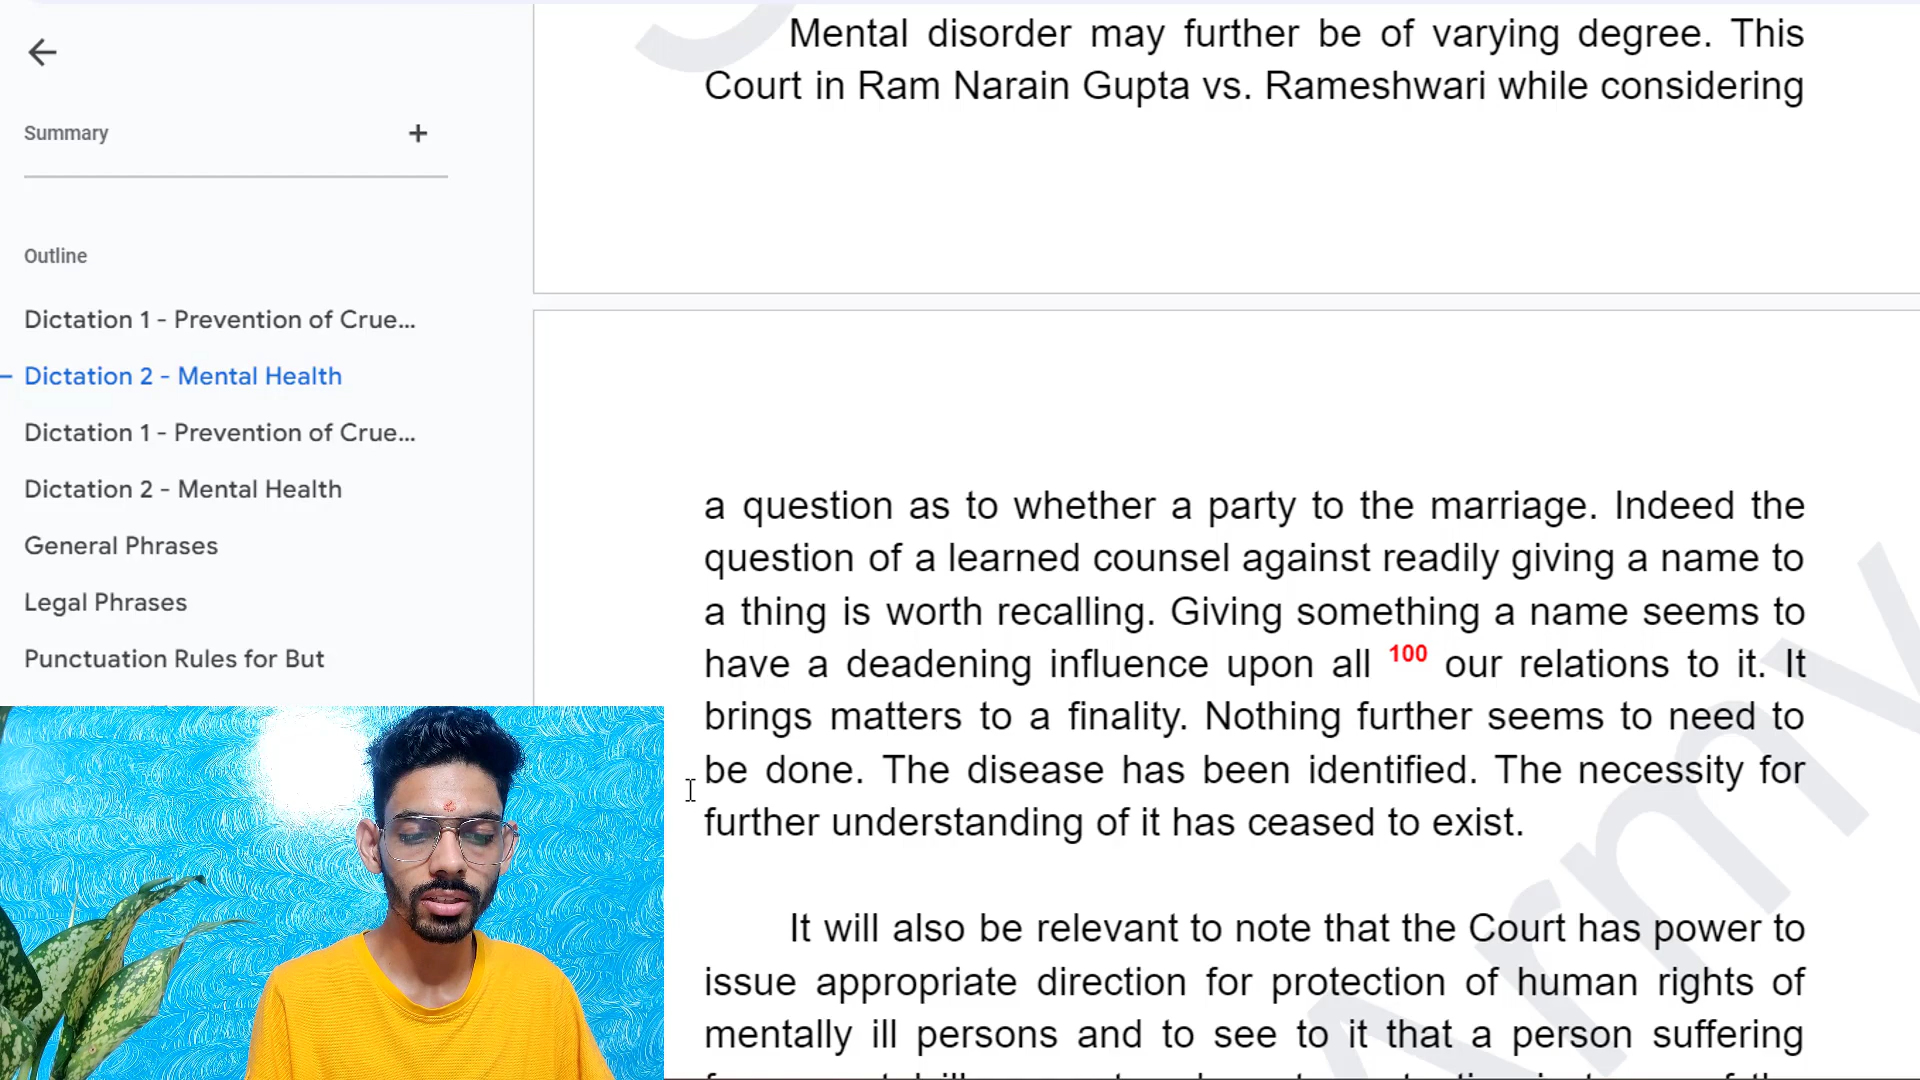 Summary
+
Outline
Dictation 1 - Prevention of Crue...
Dictation 2 - Mental Health
Dictation 1 - Prevention of Crue...
Dictation 2 - Mental Health
General Phrases
Legal Phrases
Punctuation Rules for But
Mental disorder may further be of varying degree. This
Court in Ram Narain Gupta vs. Rameshwari while considering
a question as to whether a party to the marriage. Indeed the
question of a learned counsel against readily giving a name to
a thing is worth recalling. Giving something a name seems to
have a deadening influence upon all 100 our relations to it. It
brings matters to a finality. Nothing further seems to need to
be done. The disease has been identified. The necessity for
further understanding of it has ceased to exist.
It will also be relevant to note that the Court has power to
issue appropriate direction for protection of human rights of
mentally ill persons and to see to it that a person suffering
Army